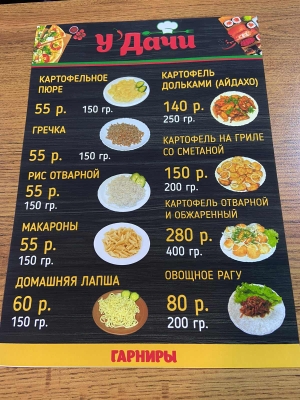 У'Дачи
КАРТОФЕЛЬНОЕ
ПЮРЕ
55 р. 150 гр.
ГРЕЧКА
55 р. 150 гр.
РИС ОТВАРНОЙ
55 р.
150 гр.
МАКАРОНЫ
55 р.
150 гр.
ДОМАШНЯЯ ЛАПША
60 р.
150 гр.
КАРТОФЕЛЬ
ДОЛЬКАМИ (АЙДАХО)
140 р.
250 гр.
КАРТОФЕЛЬ НА ГРИЛЕ
СО СМЕТАНОЙ
150 р.
200 гр.
КАРТОФЕЛЬ ОТВАРНОЙ
И ОБЖАРЕННЫЙ
280 р.
400 гр.
ОВОЩНОЕ РАГУ
80 р.
200 гр.
ГАРНИРЫ